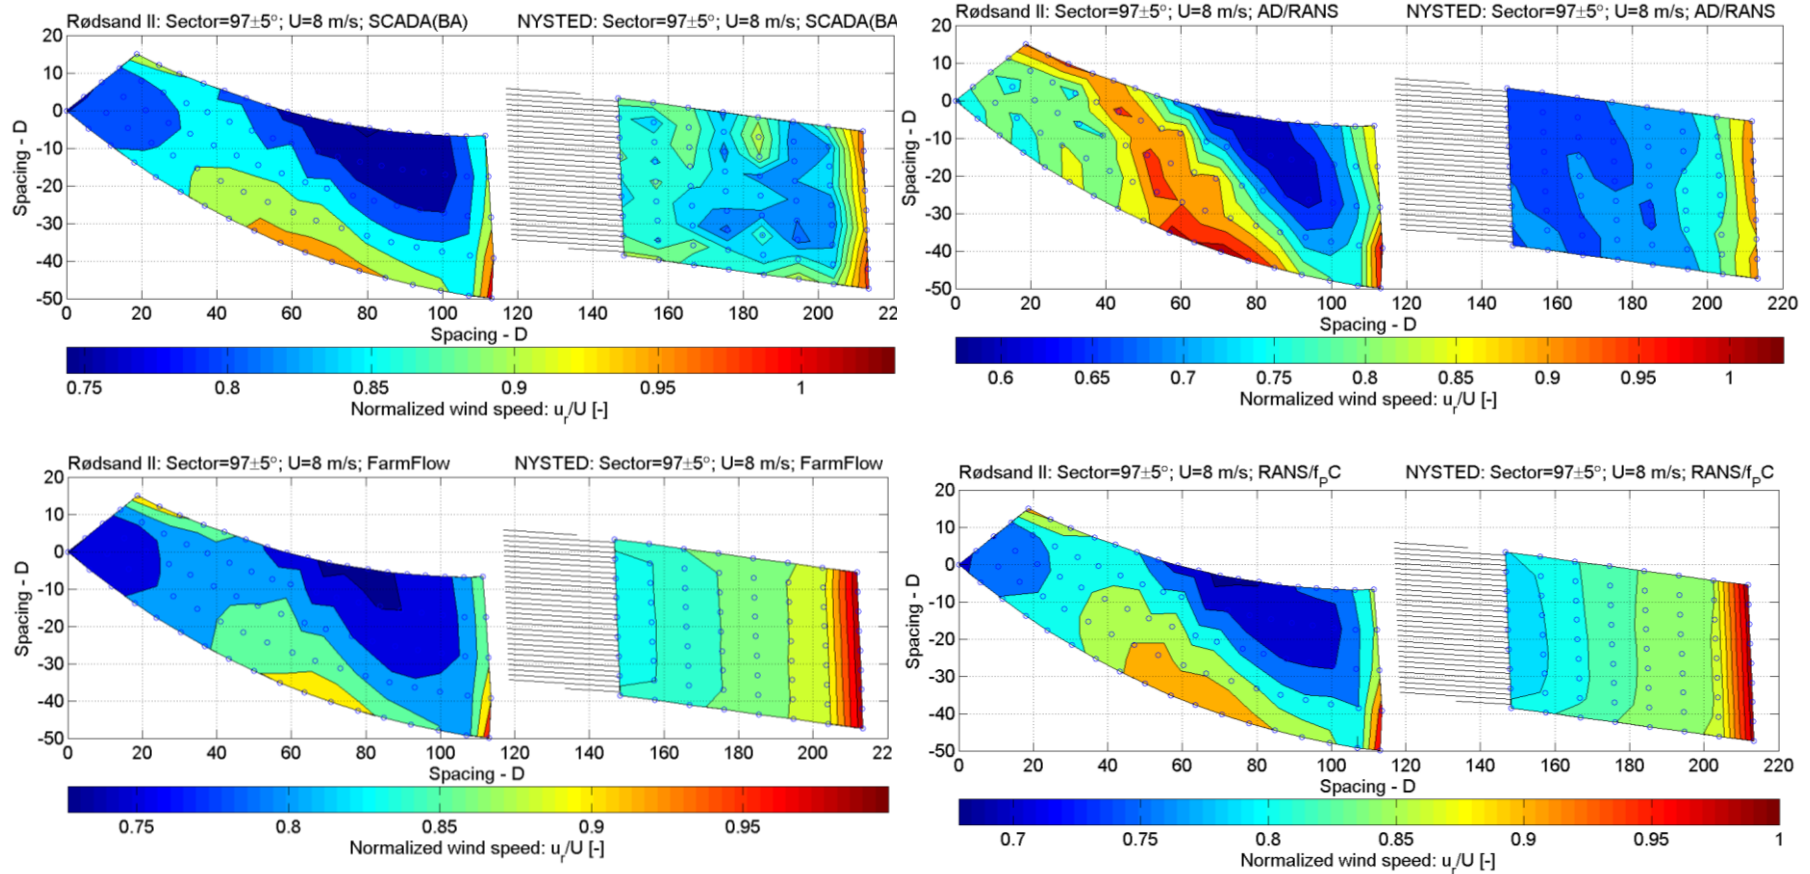 Rødsand II: Sector=97±5°; U=8 m/s; SCADA(BA) NYSTED: Sector=97±5°; U=8 m/s; SCADA(BA
20
10
0
-10
-20
-30
-40
-50
Spacing - D
0 20 40 60 80 100 120 140 160 180 200 22
Spacing - D
0.75 0.8 0.85 0.9 0.95 1
Normalized wind speed: u_r/U [-]
Rødsand II: Sector=97±5°; U=8 m/s; AD/RANS NYSTED: Sector=97±5°; U=8 m/s; AD/RANS
20
10
0
-10
-20
-30
-40
-50
Spacing - D
0 20 40 60 80 100 120 140 160 180 200 220
Spacing - D
0.6 0.65 0.7 0.75 0.8 0.85 0.9 0.95 1
Normalized wind speed: u_r/U [-]
Rødsand II: Sector=97±5°; U=8 m/s; FarmFlow NYSTED: Sector=97±5°; U=8 m/s; FarmFlow
20
10
0
-10
-20
-30
-40
-50
Spacing - D
0 20 40 60 80 100 120 140 160 180 200 220
Spacing - D
0.75 0.8 0.85 0.9 0.95
Normalized wind speed: u_r/U [-]
Rødsand II: Sector=97±5°; U=8 m/s; RANS/f_PC NYSTED: Sector=97±5°; U=8 m/s; RANS/f_PC
20
10
0
-10
-20
-30
-40
-50
Spacing - D
0 20 40 60 80 100 120 140 160 180 200 220
Spacing - D
0.7 0.75 0.8 0.85 0.9 0.95 1
Normalized wind speed: u_r/U [-]